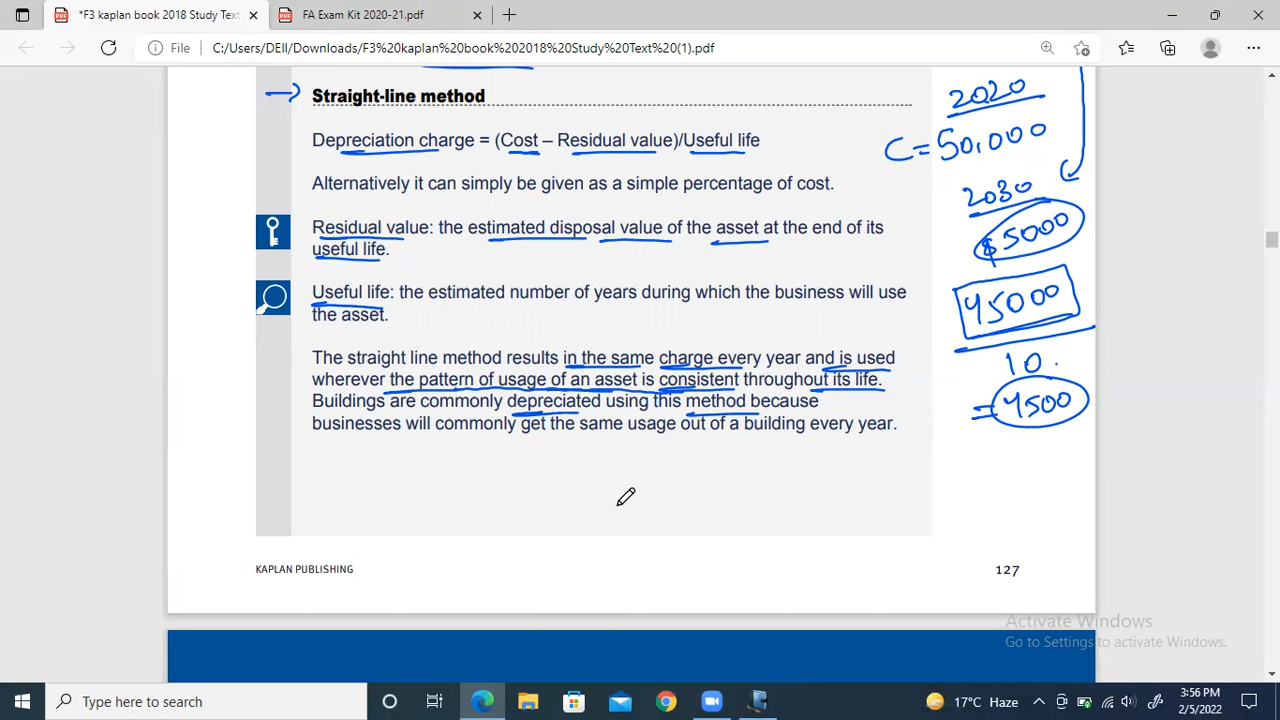 *F3 kaplan book 2018 Study Text
FA Exam Kit 2020-21.pdf
File
C:/Users/DEll/Downloads/F3%20kaplan%20book%202018%20Study%20Text%20(1).pdf
Straight-line method
Depreciation charge = (Cost – Residual value)/Useful life
Alternatively it can simply be given as a simple percentage of cost.
Residual value: the estimated disposal value of the asset at the end of its
useful life.
Useful life: the estimated number of years during which the business will use
the asset.
The straight line method results in the same charge every year and is used
wherever the pattern of usage of an asset is consistent throughout its life.
Buildings are commonly depreciated using this method because
businesses will commonly get the same usage out of a building every year.
2020
C=50,000
2030
$5000
45000
10
=4500
KAPLAN PUBLISHING
127
Activate Windows
Go to Settings to activate Windows.
Type here to search
17°C Haze
3:56 PM
2/5/2022